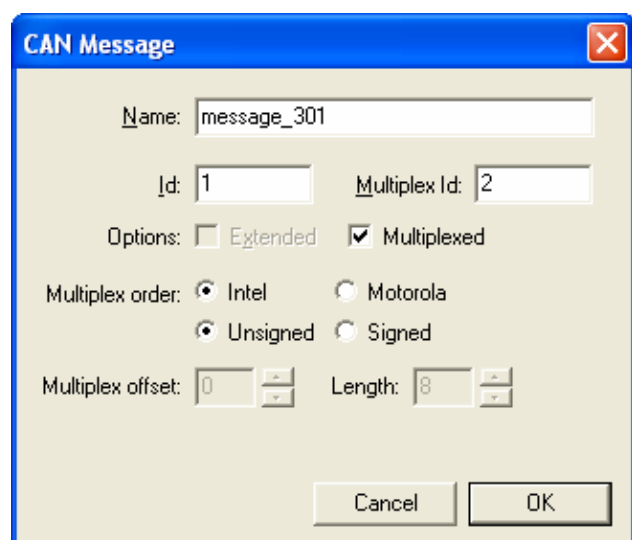 CAN Message
Name: message_301
Id: 1 Multiplex Id: 2
Options: Extended Multiplexed
Multiplex order: Intel Motorola
Unsigned Signed
Multiplex offset: 0 Length: 8
Cancel OK